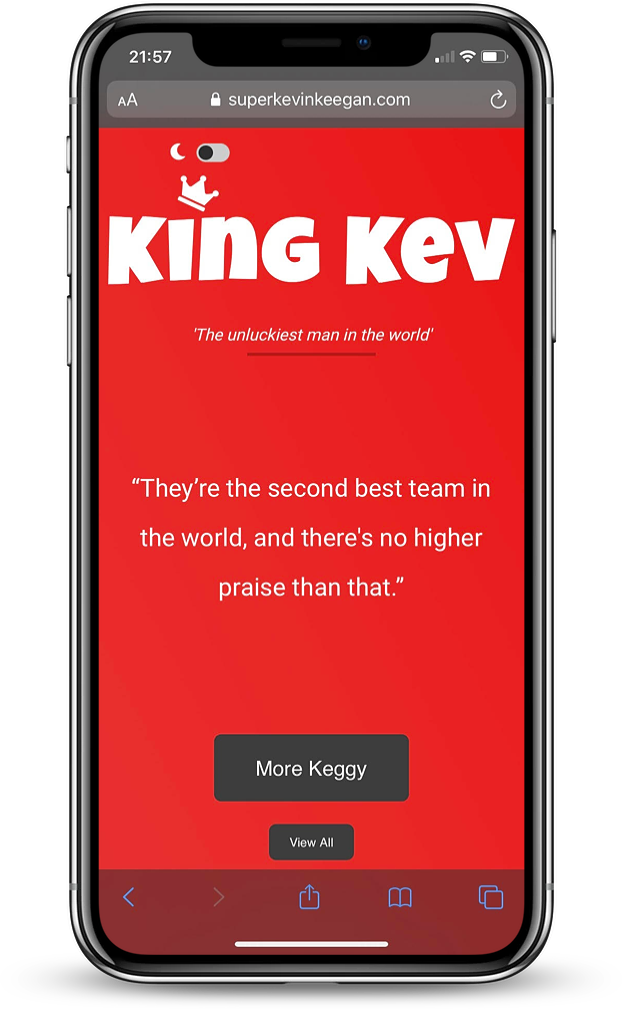 21:57
AA superkevinkeegan.com
King Kev
'The unluckiest man in the world'
“They’re the second best team in
the world, and there's no higher
praise than that.”
More Keggy
View All